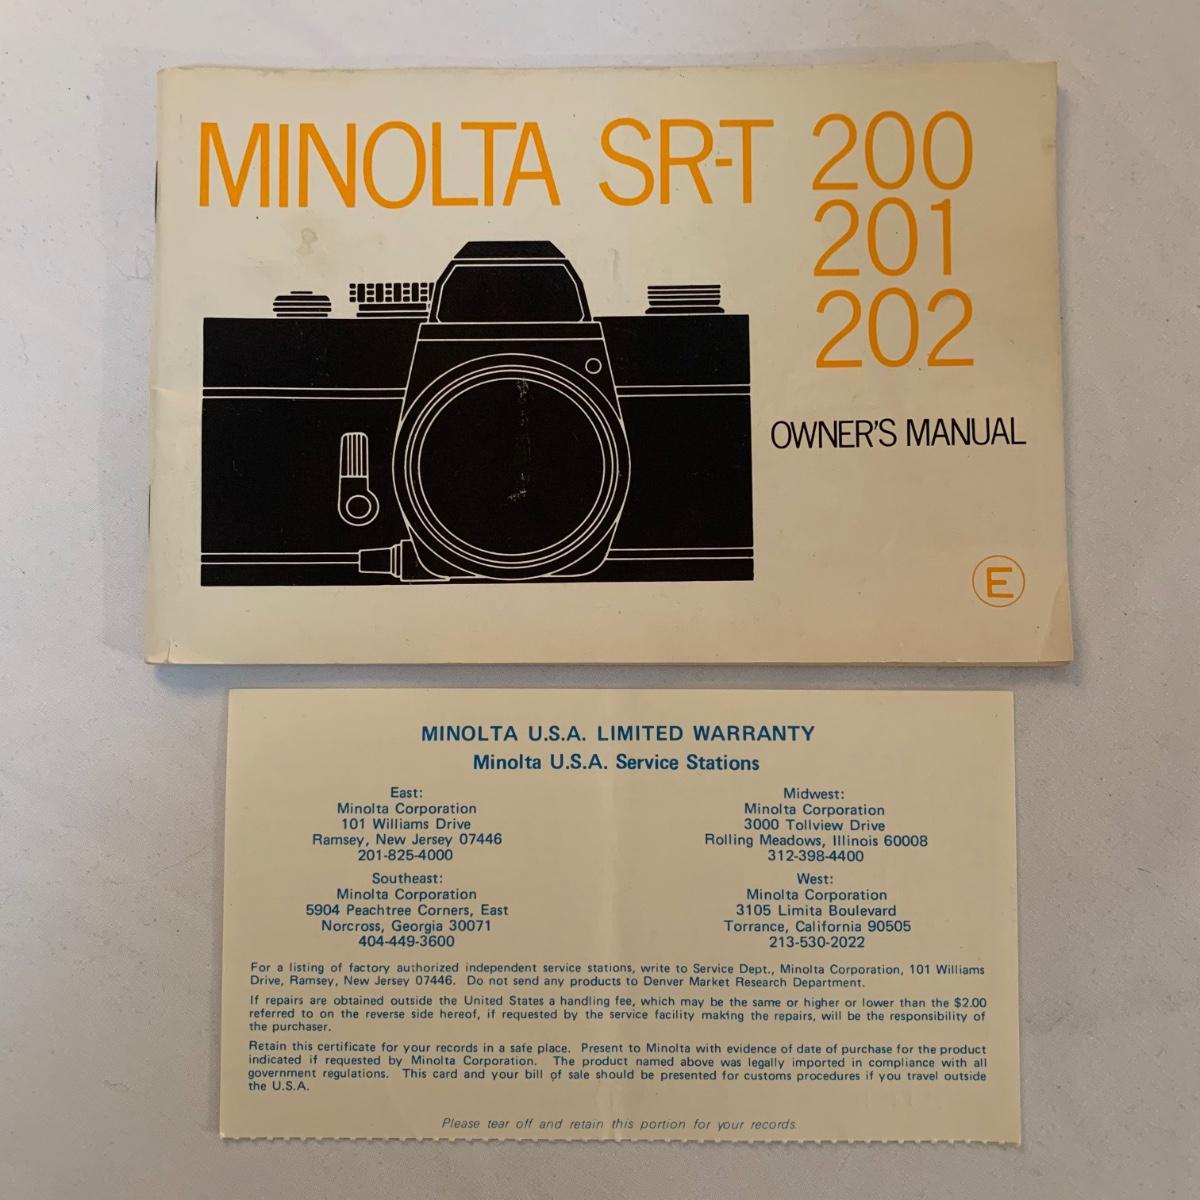 MINOLTA SR-T 200
201
202
OWNER'S MANUAL
E
MINOLTA U.S.A. LIMITED WARRANTY
Minolta U.S.A. Service Stations
East:
Minolta Corporation
101 Williams Drive
Ramsey, New Jersey 07446
201-825-4000
Midwest:
Minolta Corporation
3000 Tollview Drive
Rolling Meadows, Illinois 60008
312-398-4400
Southeast:
Minolta Corporation
5904 Peachtree Corners, East
Norcross, Georgia 30071
404-449-3600
West:
Minolta Corporation
3105 Limita Boulevard
Torrance, California 90505
213-530-2022
For a listing of factory authorized independent service stations, write to Service Dept., Minolta Corporation, 101 Williams
Drive, Ramsey, New Jersey 07446. Do not send any products to Denver Market Research Department.
If repairs are obtained outside the United States a handling fee, which may be the same or higher or lower than the $2.00
referred to on the reverse side hereof, if requested by the service facility making the repairs, will be the responsibility of
the purchaser.
Retain this certificate for your records in a safe place. Present to Minolta with evidence of date of purchase for the product
indicated if requested by Minolta Corporation. The product named above was legally imported in compliance with all
government regulations. This card and your bill of sale should be presented for customs procedures if you travel outside
the U.S.A.
Please tear off and retain this portion for your records.